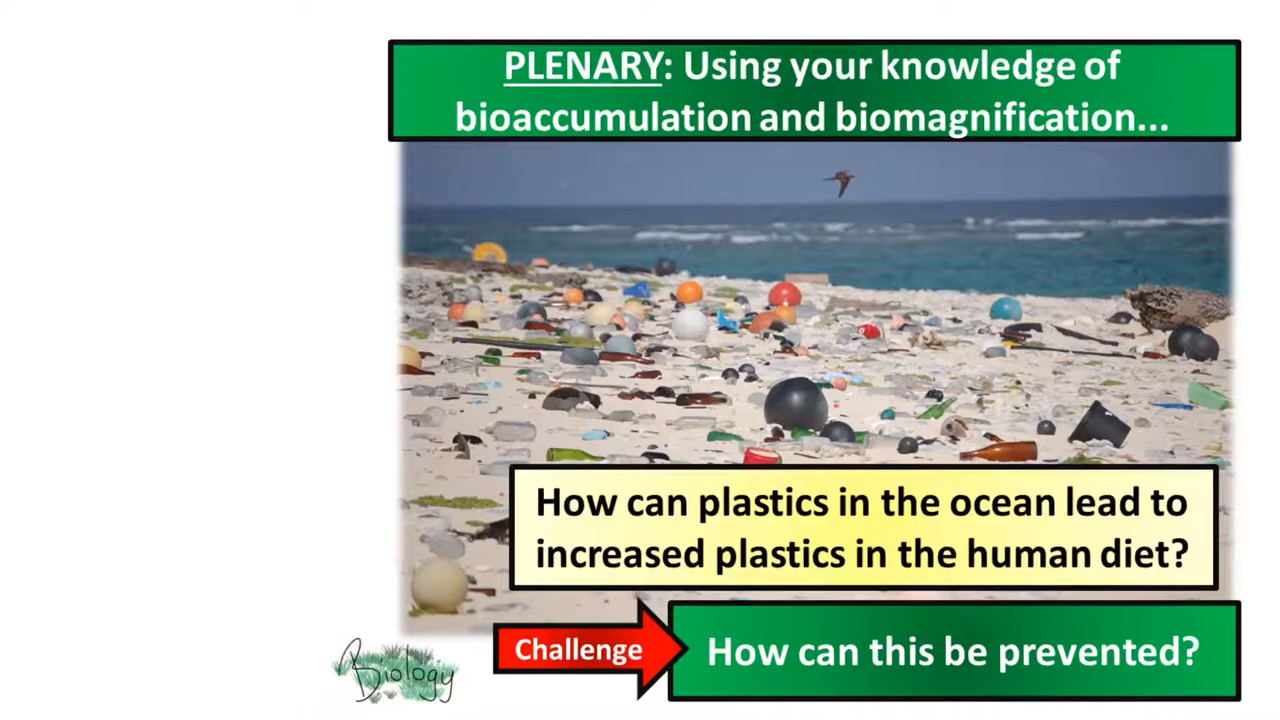 PLENARY: Using your knowledge of
bioaccumulation and biomagnification...
How can plastics in the ocean lead to
increased plastics in the human diet?
Challenge
How can this be prevented?
Biology